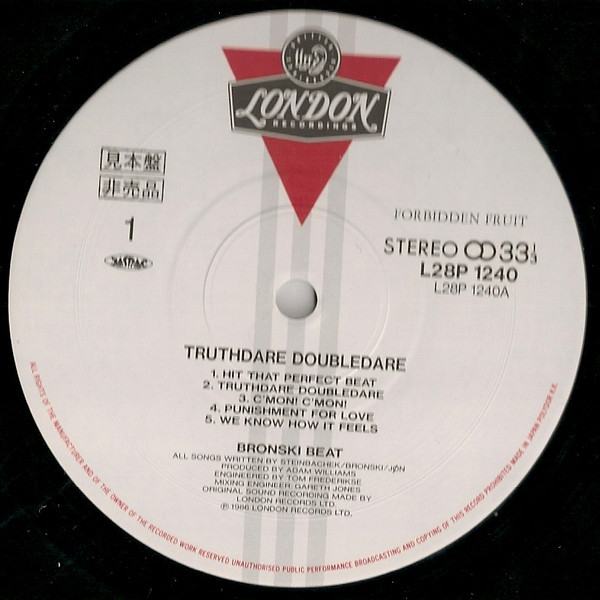 LONDON
RECORDINGS
見本盤
非売品
1
JASRAC
FORBIDDEN FRUIT
STEREO 33⅓
L28P 1240
L28P 1240A
TRUTHDARE DOUBLEDARE
1. HIT THAT PERFECT BEAT
2. TRUTHDARE DOUBLEDARE
3. C'MON! C'MON!
4. PUNISHMENT FOR LOVE
5. WE KNOW HOW IT FEELS
BRONSKI BEAT
ALL SONGS WRITTEN BY STEINBACHEK/BRONSKI/JØN
PRODUCED BY ADAM WILLIAMS
ENGINEERED BY TOM FREDERIKSE
MIXING ENGINEER: GARETH JONES
ORIGINAL SOUND RECORDING MADE BY
LONDON RECORDS LTD.
℗ 1986 LONDON RECORDS LTD.
ALL RIGHTS OF THE MANUFACTURER AND OF THE OWNER OF THE RECORDED WORK RESERVED UNAUTHORISED PUBLIC PERFORMANCE BROADCASTING AND COPYING OF THIS RECORD PROHIBITED MADE IN JAPAN POLYDOR K.K.